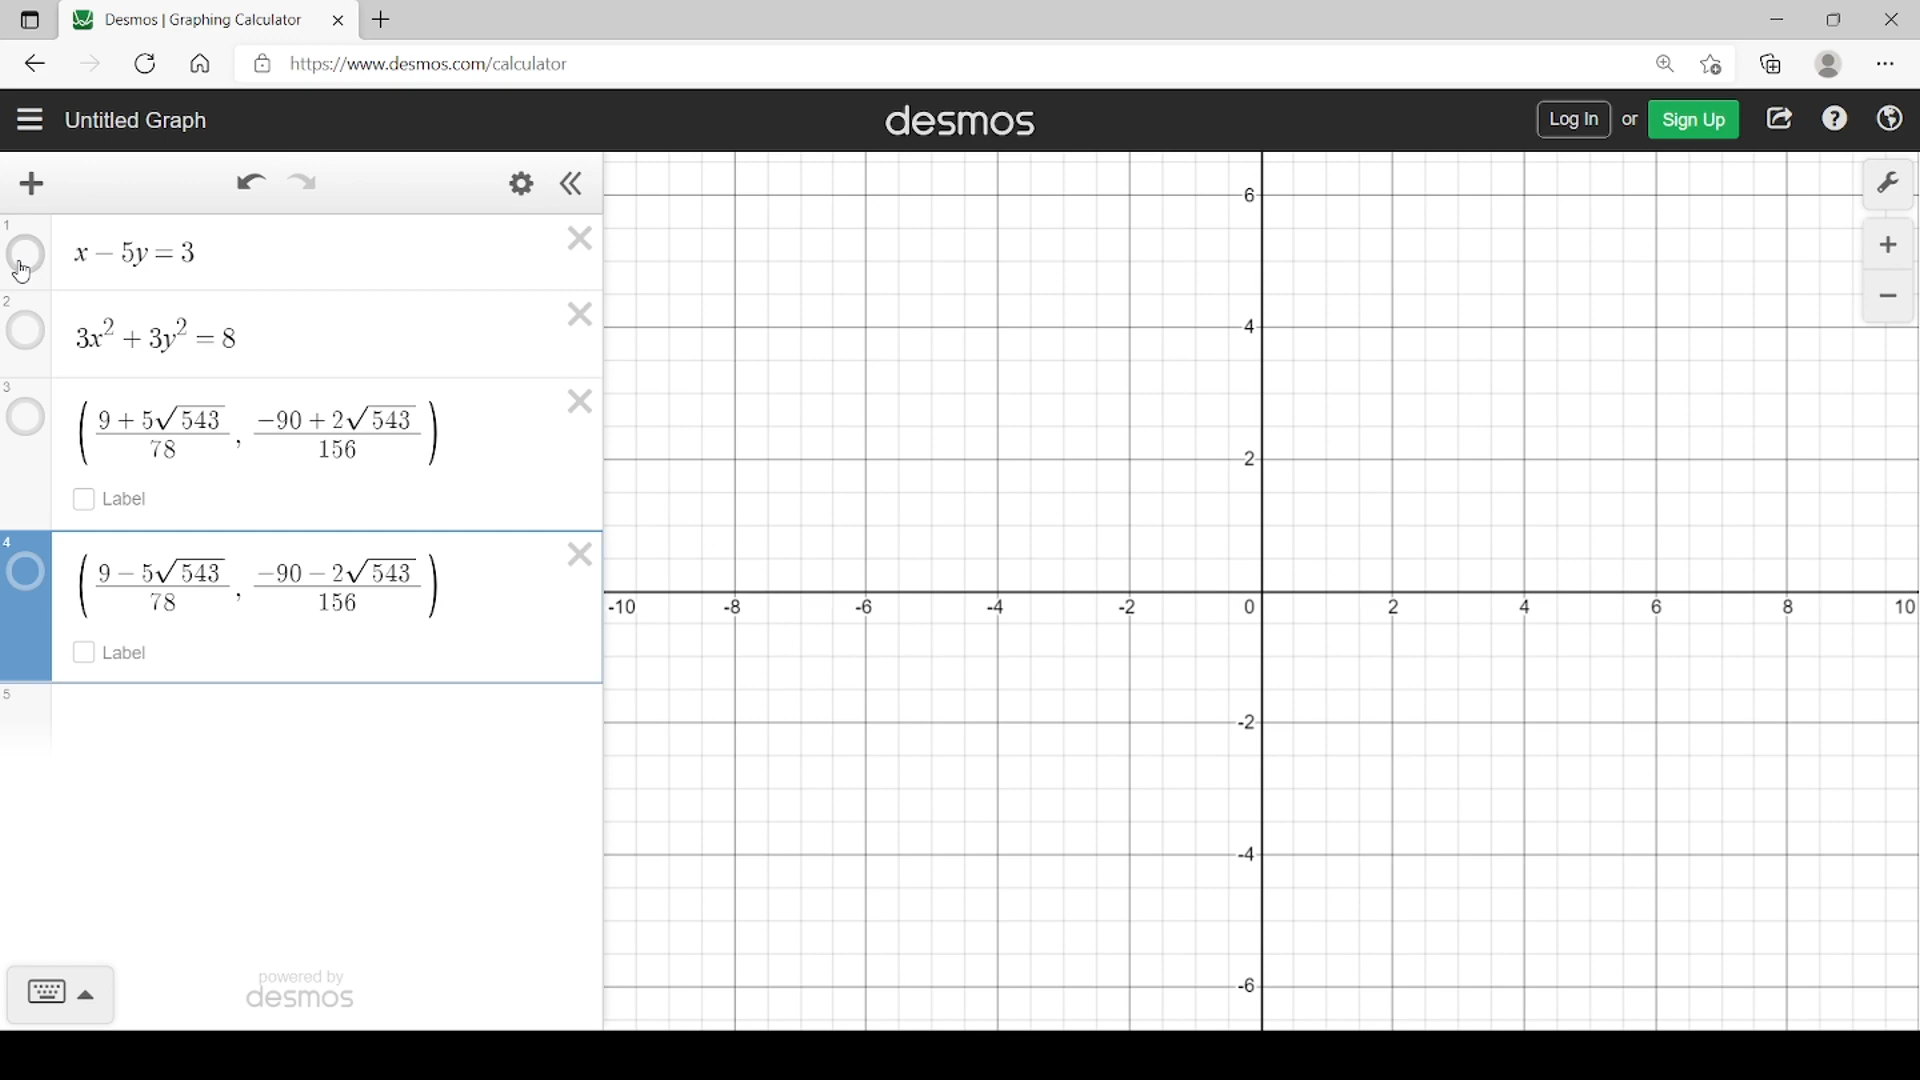 Desmos | Graphing Calculator
https://www.desmos.com/calculator
Untitled Graph
desmos
Log In or Sign Up
1
x − 5y = 3
2
3x² + 3y² = 8
3
( (9 + 5√543)/78 , (−90 + 2√543)/156 )
Label
4
( (9 − 5√543)/78 , (−90 − 2√543)/156 )
Label
5
powered by
desmos
6
4
2
-10 -8 -6 -4 -2 0 2 4 6 8 10
-2
-4
-6